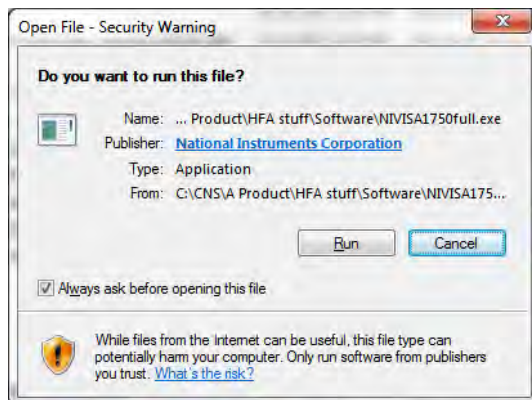 Open File - Security Warning
Do you want to run this file?
Name: ... Product\HFA stuff\Software\NIVISA1750full.exe
Publisher: National Instruments Corporation
Type: Application
From: C:\CNS\A Product\HFA stuff\Software\NIVISA175...
Run Cancel
Always ask before opening this file
While files from the Internet can be useful, this file type can
potentially harm your computer. Only run software from publishers
you trust. What's the risk?